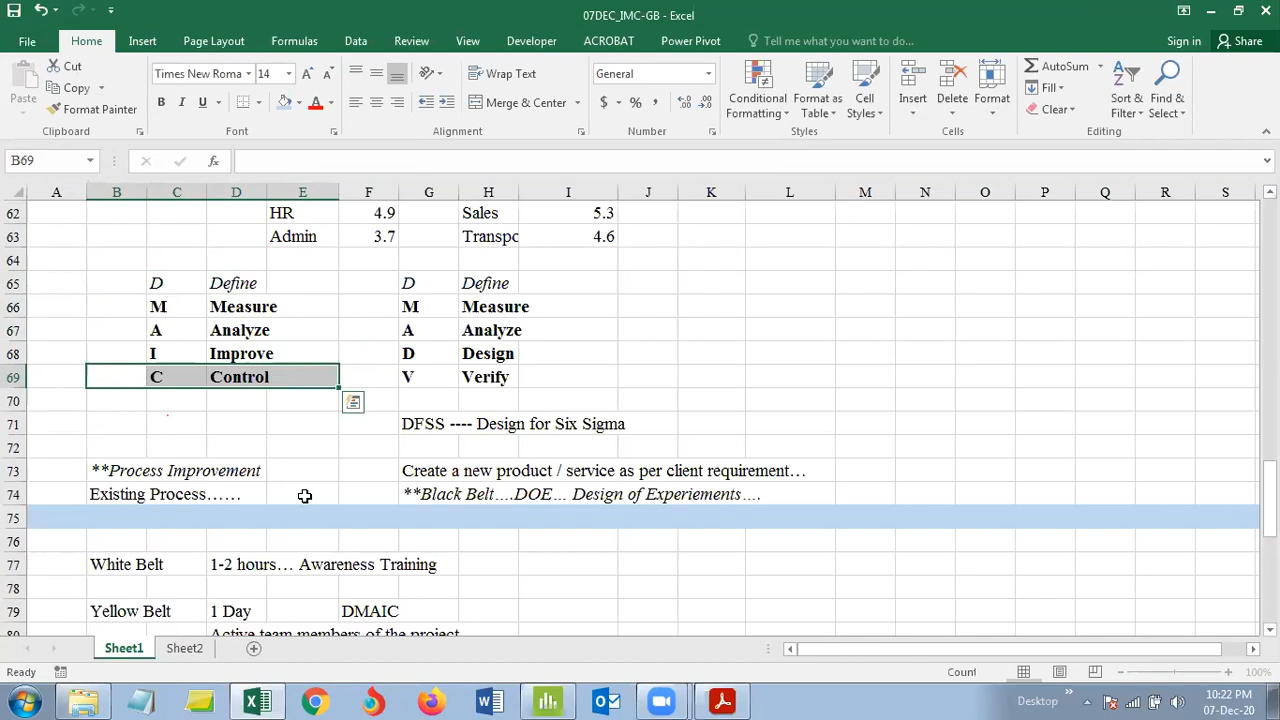 07DEC_IMC-GB - Excel
File Home Insert Page Layout Formulas Data Review View Developer ACROBAT Power Pivot Tell me what you want to do... Sign in Share
Paste Cut Copy Format Painter
Clipboard
Times New Roma 14
B I U
Font
Wrap Text
Merge & Center
Alignment
General
$ % ,
Number
Conditional Formatting Format as Table Cell Styles
Styles
Insert Delete Format
Cells
AutoSum Fill Clear Sort & Filter Find & Select
Editing
B69 fx
A B C D E F G H I J K L M N O P Q R S
62 HR 4.9 Sales 5.3
63 Admin 3.7 Transpo 4.6
64
65 D Define D Define
66 M Measure M Measure
67 A Analyze A Analyze
68 I Improve D Design
69 C Control V Verify
70
71 DFSS ---- Design for Six Sigma
72
73 **Process Improvement Create a new product / service as per client requirement…
74 Existing Process…… **Black Belt….DOE… Design of Experiements….
75
76
77 White Belt 1-2 hours… Awareness Training
78
79 Yellow Belt 1 Day DMAIC
80 Active team members of the project
Sheet1 Sheet2
Ready Count 100%
Desktop 10:22 PM
07-Dec-20